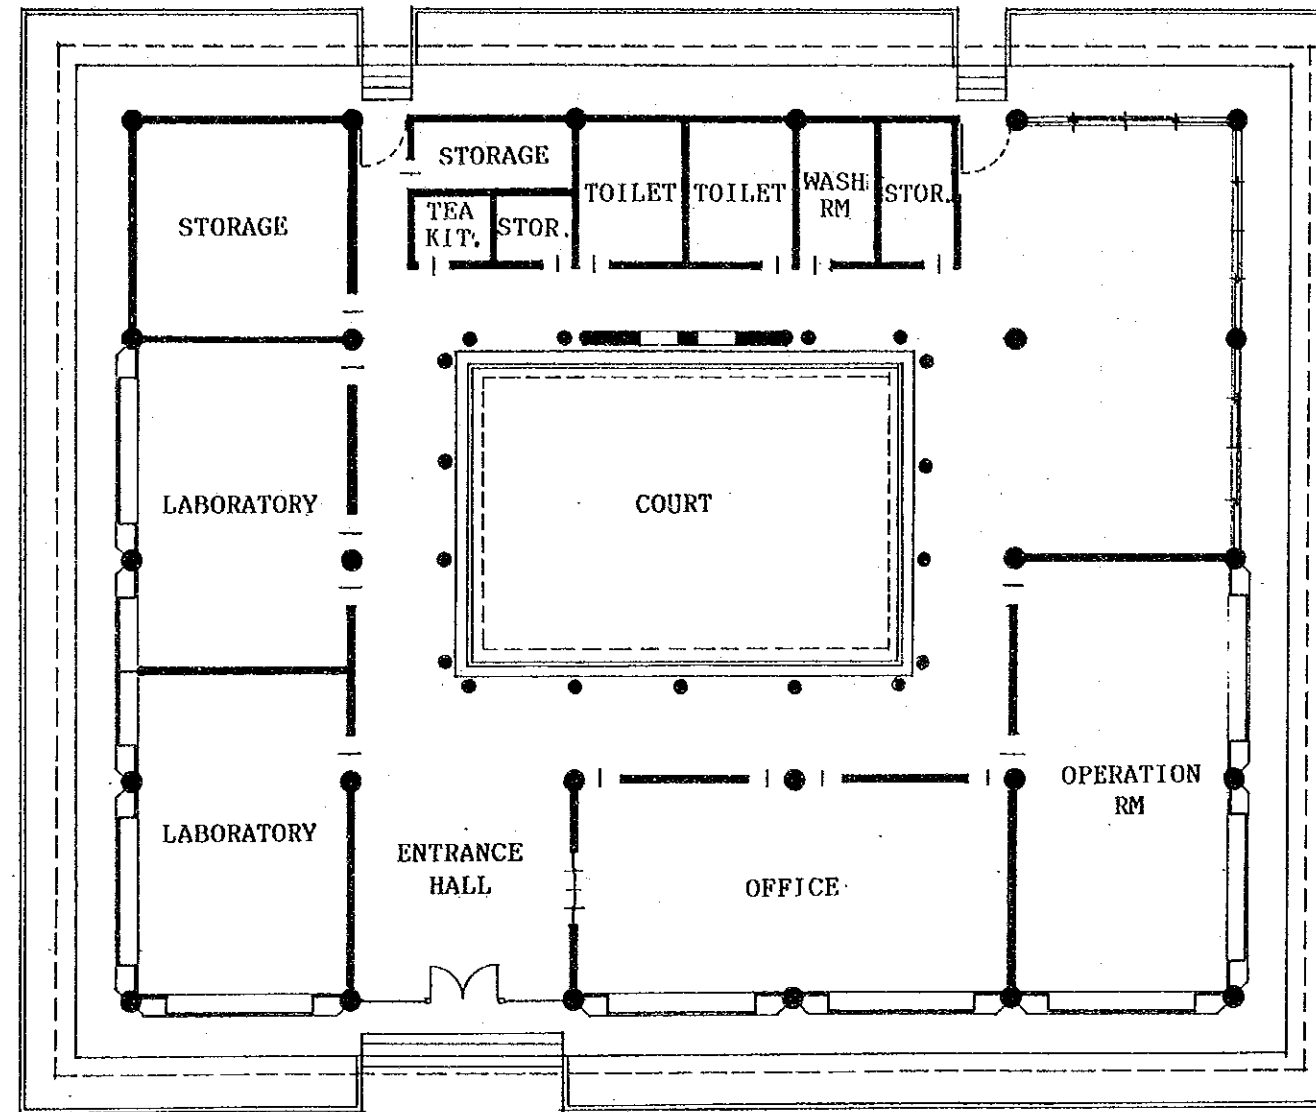 STORAGE
STORAGE
TEA
KIT.
STOR.
TOILET
TOILET
WASH
RM
STOR.
LABORATORY
COURT
LABORATORY
ENTRANCE
HALL
OFFICE
OPERATION
RM